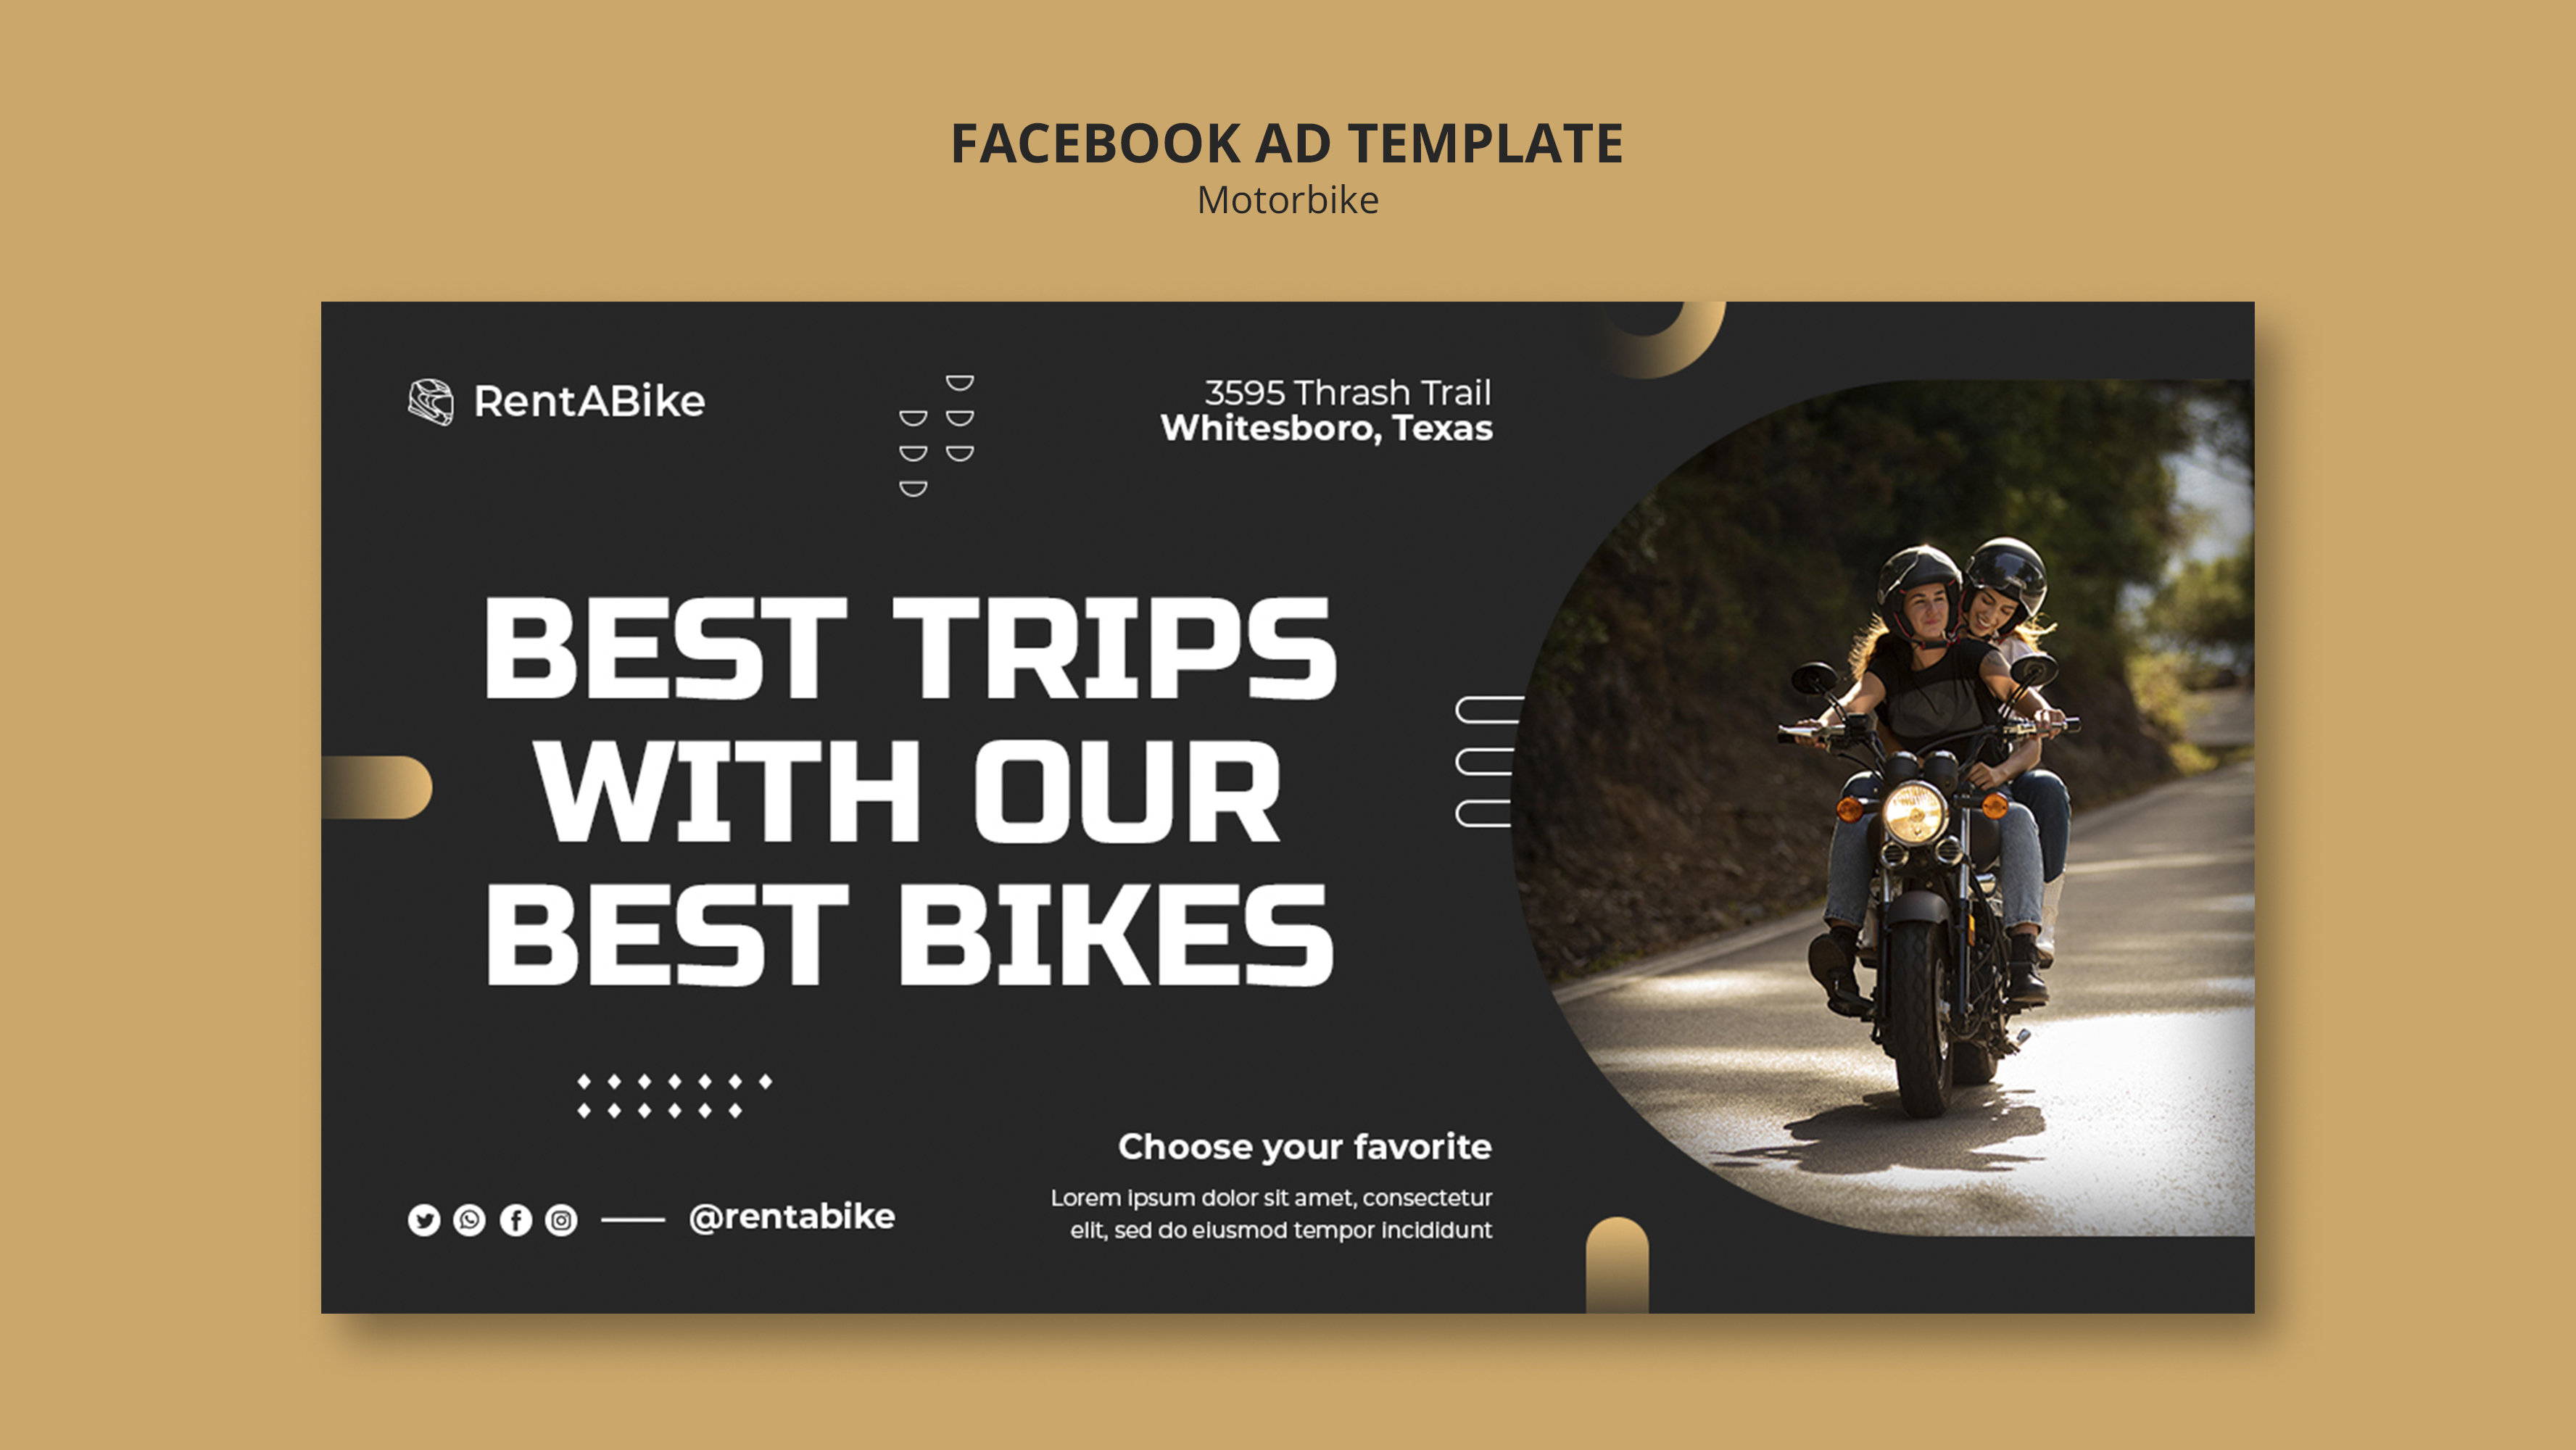 FACEBOOK AD TEMPLATE
Motorbike
RentABike
3595 Thrash Trail
Whitesboro, Texas
BEST TRIPS
WITH OUR
BEST BIKES
Choose your favorite
Lorem ipsum dolor sit amet, consectetur
elit, sed do eiusmod tempor incididunt
@rentabike